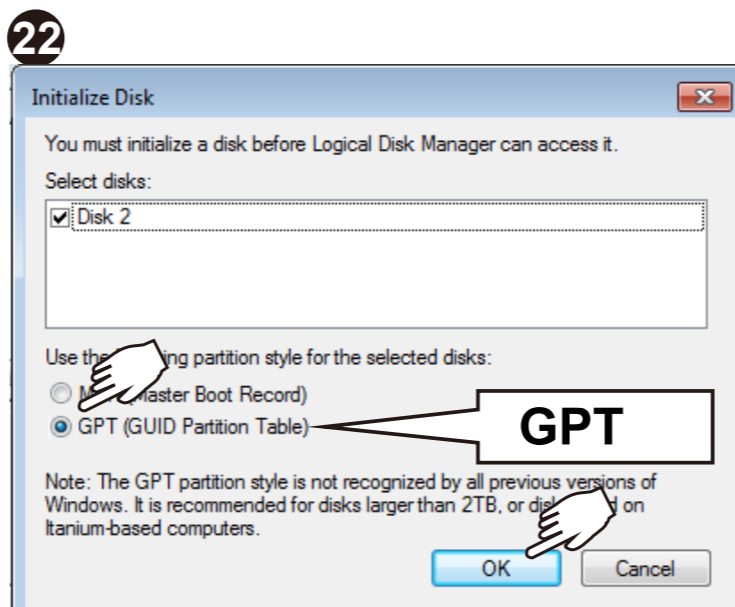 22
Initialize Disk
You must initialize a disk before Logical Disk Manager can access it.
Select disks:
Disk 2
Use the ing partition style for the selected disks:
(Master Boot Record)
GPT (GUID Partition Table)
GPT
Note: The GPT partition style is not recognized by all previous versions of
Windows. It is recommended for disks larger than 2TB, or on
Itanium-based computers.
OK
Cancel